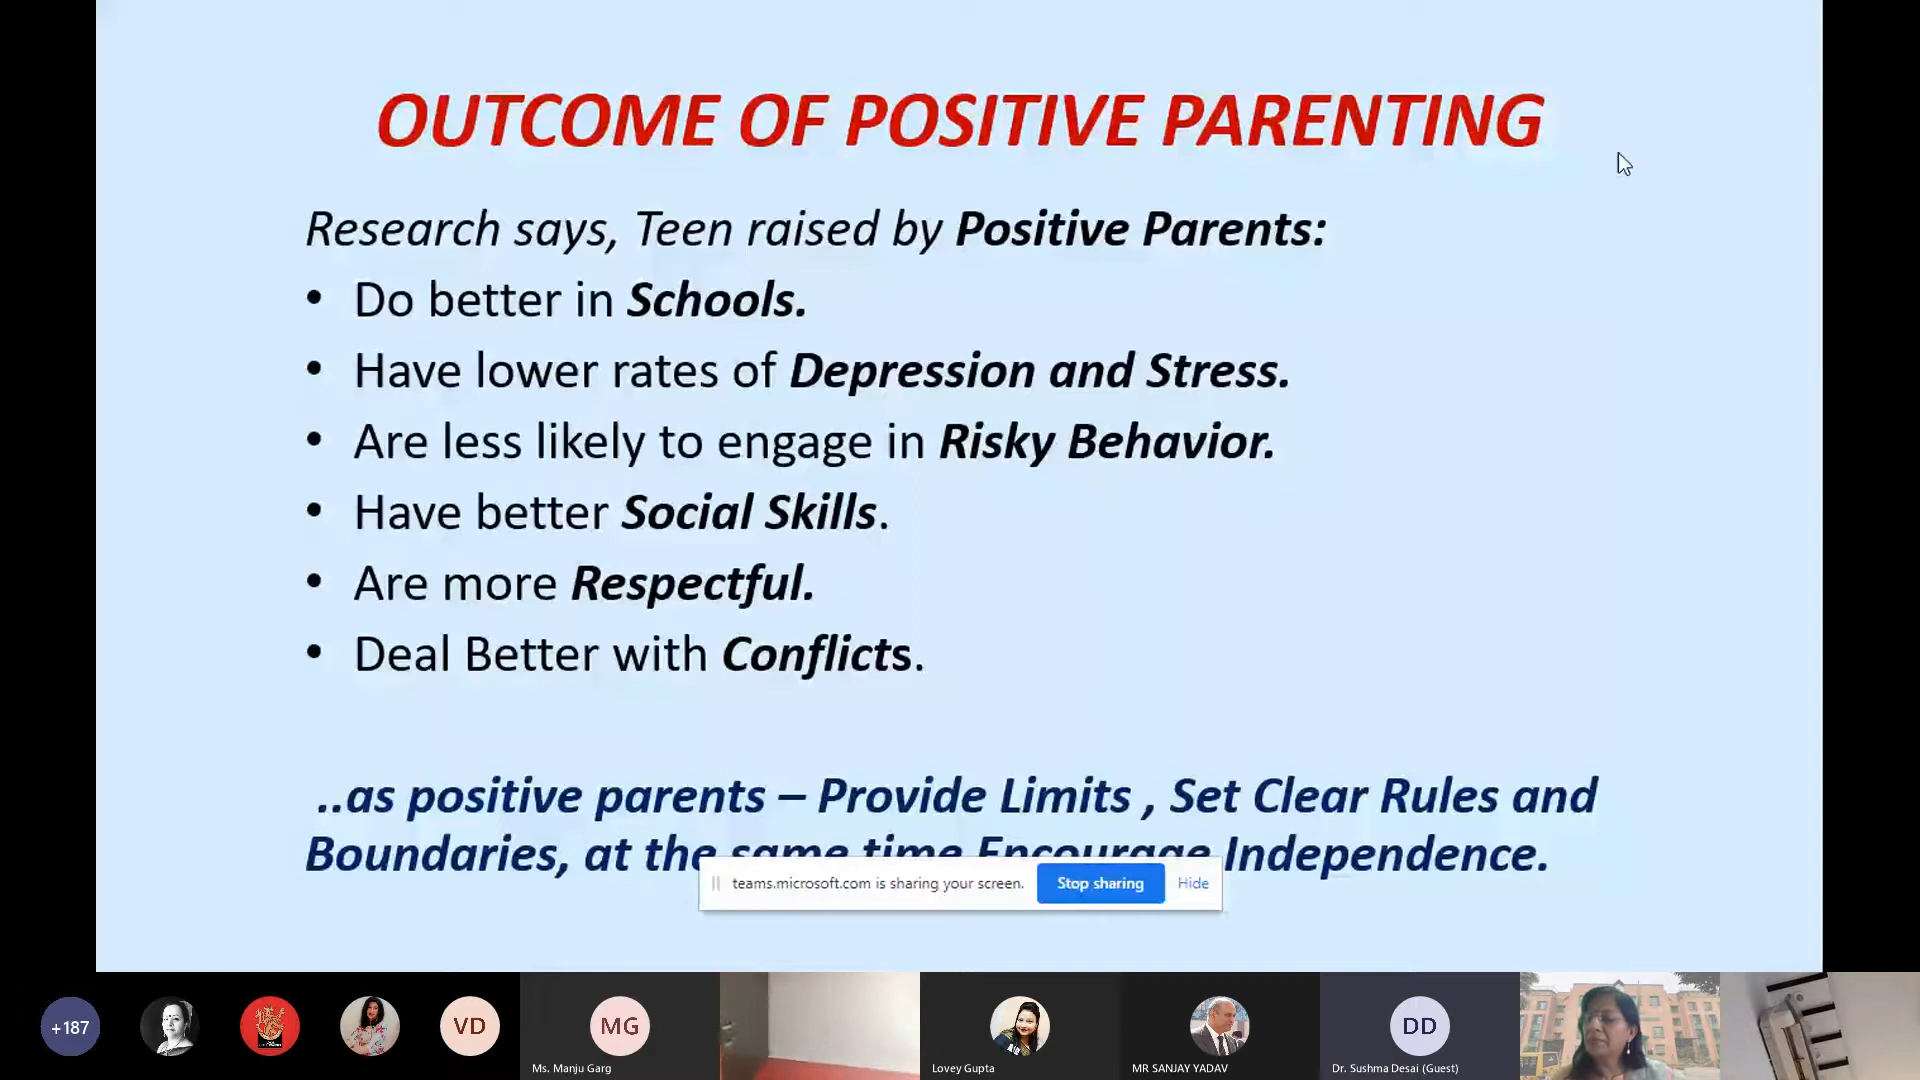 OUTCOME OF POSITIVE PARENTING
Research says, Teen raised by Positive Parents:
• Do better in Schools.
• Have lower rates of Depression and Stress.
• Are less likely to engage in Risky Behavior.
• Have better Social Skills.
• Are more Respectful.
• Deal Better with Conflicts.
..as positive parents – Provide Limits , Set Clear Rules and
Boundaries, at the same time Encourage Independence.
teams.microsoft.com is sharing your screen. Stop sharing Hide
+187 VD MG DD
Ms. Manju Garg Lovey Gupta MR SANJAY YADAV Dr. Sushma Desai (Guest)